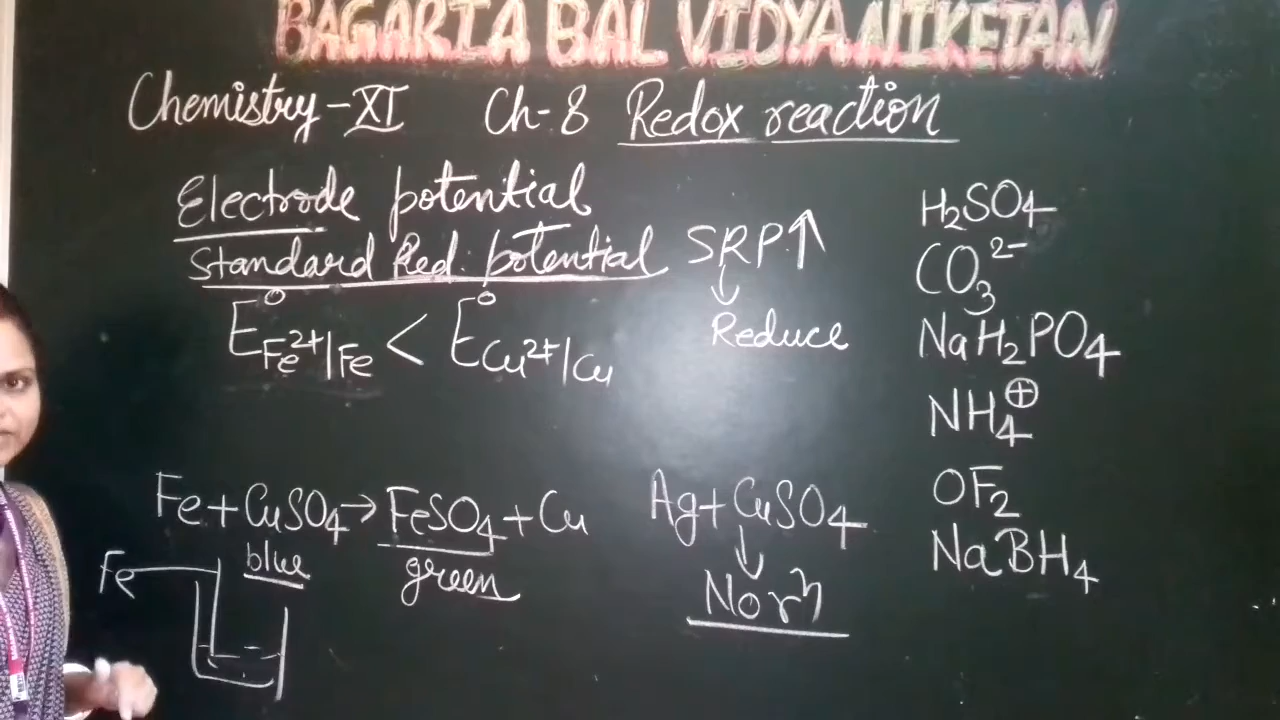 BAGARIA BAL VIDYA NIKETAN
Chemistry-XI Ch-8 Redox reaction
Electrode potential
Standard Red. potential
E°Fe²⁺/Fe < E°Cu²⁺/Cu
SRP↑
↓
Reduce
Fe+CuSO₄→FeSO₄+Cu
blue green
Fe
Ag+CuSO₄
↓
No rⁿ
H₂SO₄
CO₃²⁻
NaH₂PO₄
NH₄⊕
OF₂
NaBH₄